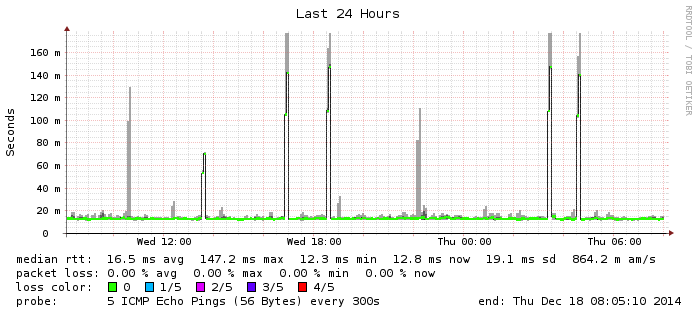 Last 24 Hours
RRDTOOL / TOBI OETIKER
Seconds
160 m
140 m
120 m
100 m
80 m
60 m
40 m
20 m
0
Wed 12:00 Wed 18:00 Thu 00:00 Thu 06:00
median rtt: 16.5 ms avg 147.2 ms max 12.3 ms min 12.8 ms now 19.1 ms sd 864.2 m am/s
packet loss: 0.00 % avg 0.00 % max 0.00 % min 0.00 % now
loss color: 0 1/5 2/5 3/5 4/5
probe: 5 ICMP Echo Pings (56 Bytes) every 300s end: Thu Dec 18 08:05:10 2014